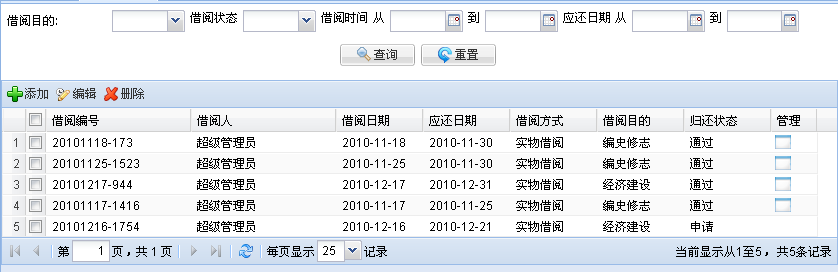 借阅目的: 借阅状态 借阅时间 从 到 应还日期 从 到
查询 重置
添加 编辑 删除
借阅编号 借阅人 借阅日期 应还日期 借阅方式 借阅目的 归还状态 管理
1 20101118-173 超级管理员 2010-11-18 2010-11-30 实物借阅 编史修志 通过
2 20101125-1523 超级管理员 2010-11-25 2010-11-30 实物借阅 编史修志 通过
3 20101217-944 超级管理员 2010-12-17 2010-12-31 实物借阅 经济建设 通过
4 20101117-1416 超级管理员 2010-11-17 2010-11-25 实物借阅 编史修志 通过
5 20101216-1754 超级管理员 2010-12-16 2010-12-21 实物借阅 经济建设 申请
第 1 页，共 1 页 每页显示 25 记录 当前显示从1至5，共5条记录